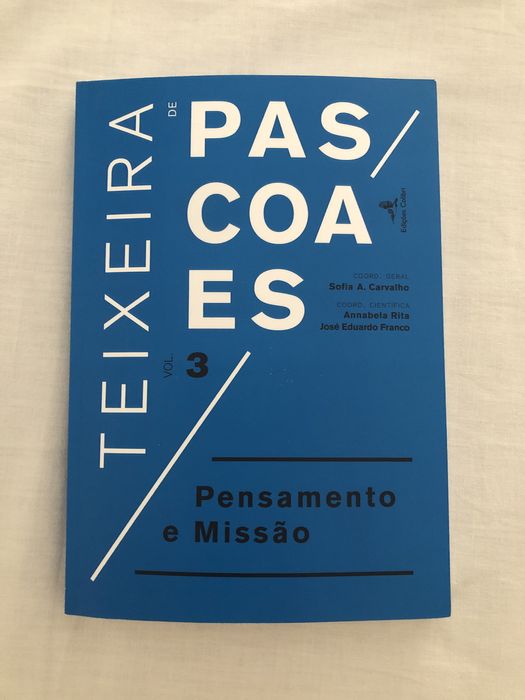 TEIXEIRA
DE
PAS
COA
ES
Edições Colibri
COORD. GERAL
Sofia A. Carvalho
COORD. CIENTÍFICA
Annabela Rita
José Eduardo Franco
VOL. 3
Pensamento
e Missão